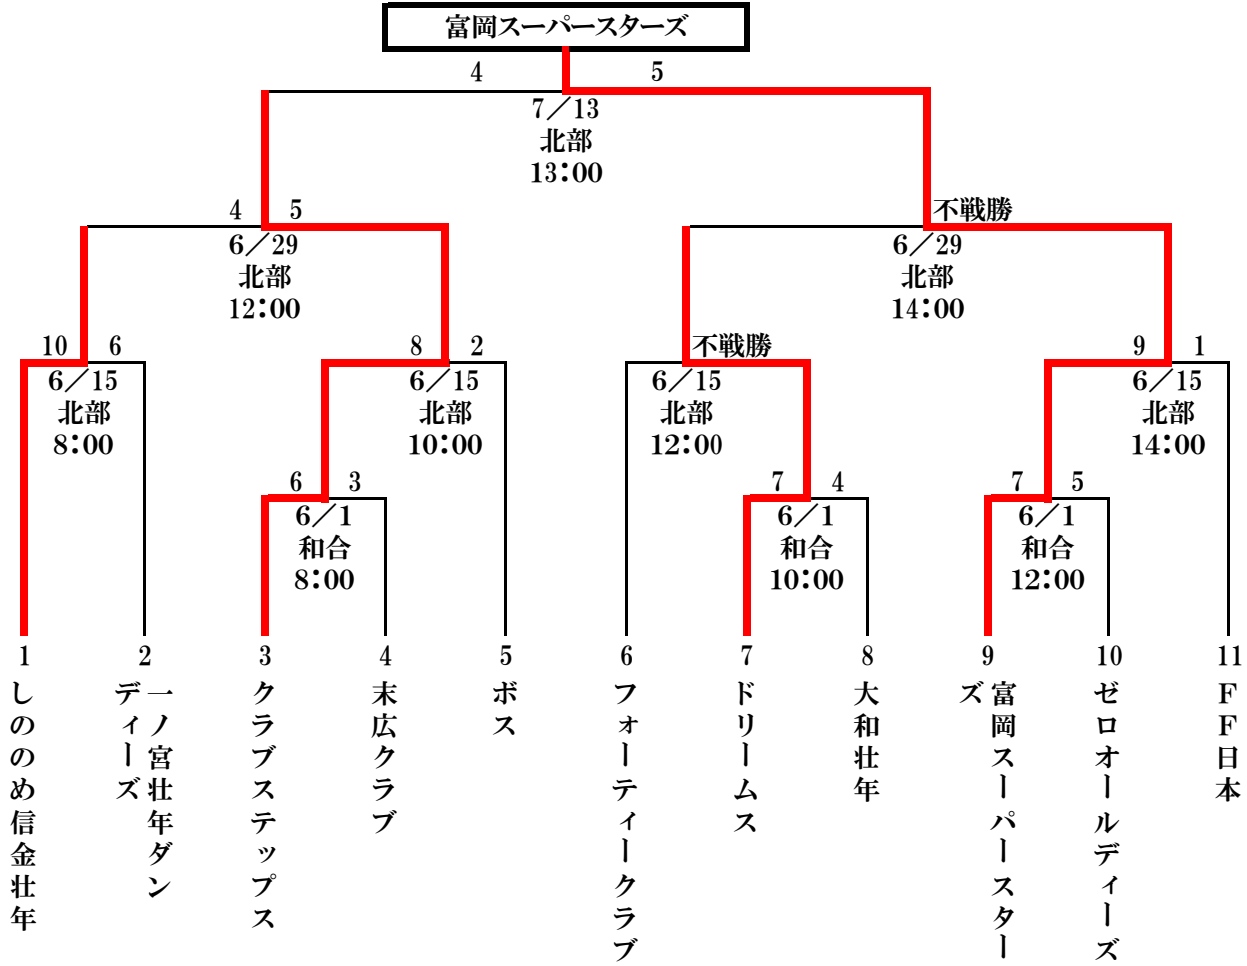 富岡スーパースターズ
4 5
7／13
北部
13：00
4 5
6／29
北部
12：00
不戦勝
6／29
北部
14：00
10 6
6／15
北部
8：00
8 2
6／15
北部
10：00
不戦勝
6／15
北部
12：00
9 1
6／15
北部
14：00
6 3
6／1
和合
8：00
7 4
6／1
和合
10：00
7 5
6／1
和合
12：00
1 2 3 4 5 6 7 8 9 10 11
しののめ信金壮年
一ノ宮壮年ダン
ディーズ
クラブステップス
末広クラブ
ボス
フォーティークラブ
ドリームス
大和壮年
富岡スーパースター
ズ
ゼロオールディーズ
ＦＦ日本